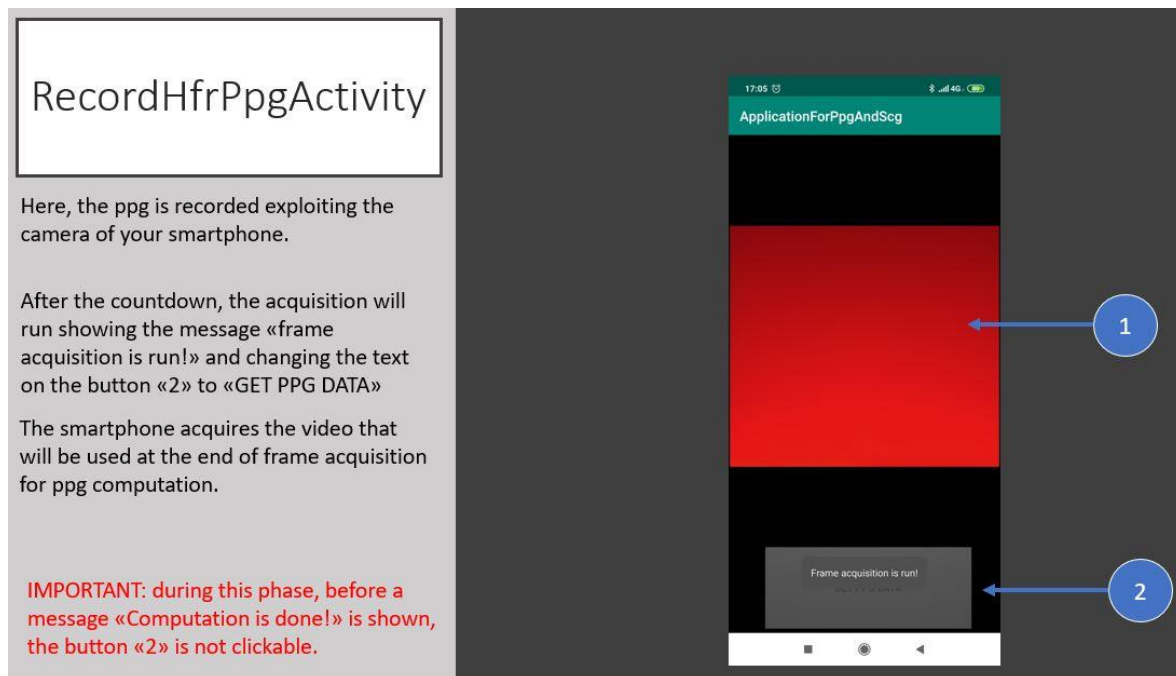 RecordHfrPpgActivity
Here, the ppg is recorded exploiting the
camera of your smartphone.
After the countdown, the acquisition will
run showing the message «frame
acquisition is run!» and changing the text
on the button «2» to «GET PPG DATA»
The smartphone acquires the video that
will be used at the end of frame acquisition
for ppg computation.
IMPORTANT: during this phase, before a
message «Computation is done!» is shown,
the button «2» is not clickable.
17:05 4G
ApplicationForPpgAndScg
1
Frame acquisition is run!
GET PPG DATA
2